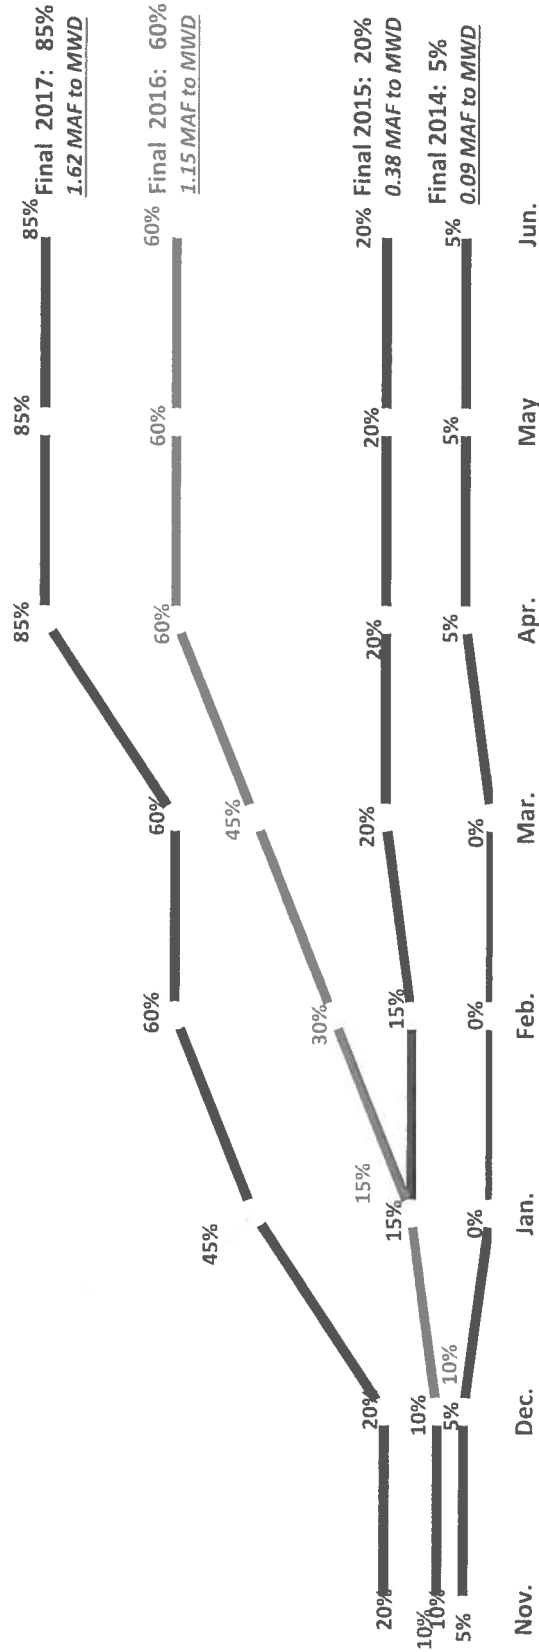 85%
85%
85%
Final 2017: 85%
1.62 MAF to MWD
60%
60%
60%
60%
60%
Final 2016: 60%
1.15 MAF to MWD
45%
45%
30%
15%
20%
20%
20%
20%
20%
20%
Final 2015: 20%
0.38 MAF to MWD
15%
15%
10%
10%
10%
10%
5%
5%
0%
0%
0%
5%
5%
5%
Final 2014: 5%
0.09 MAF to MWD
Nov.
Dec.
Jan.
Feb.
Mar.
Apr.
May
Jun.